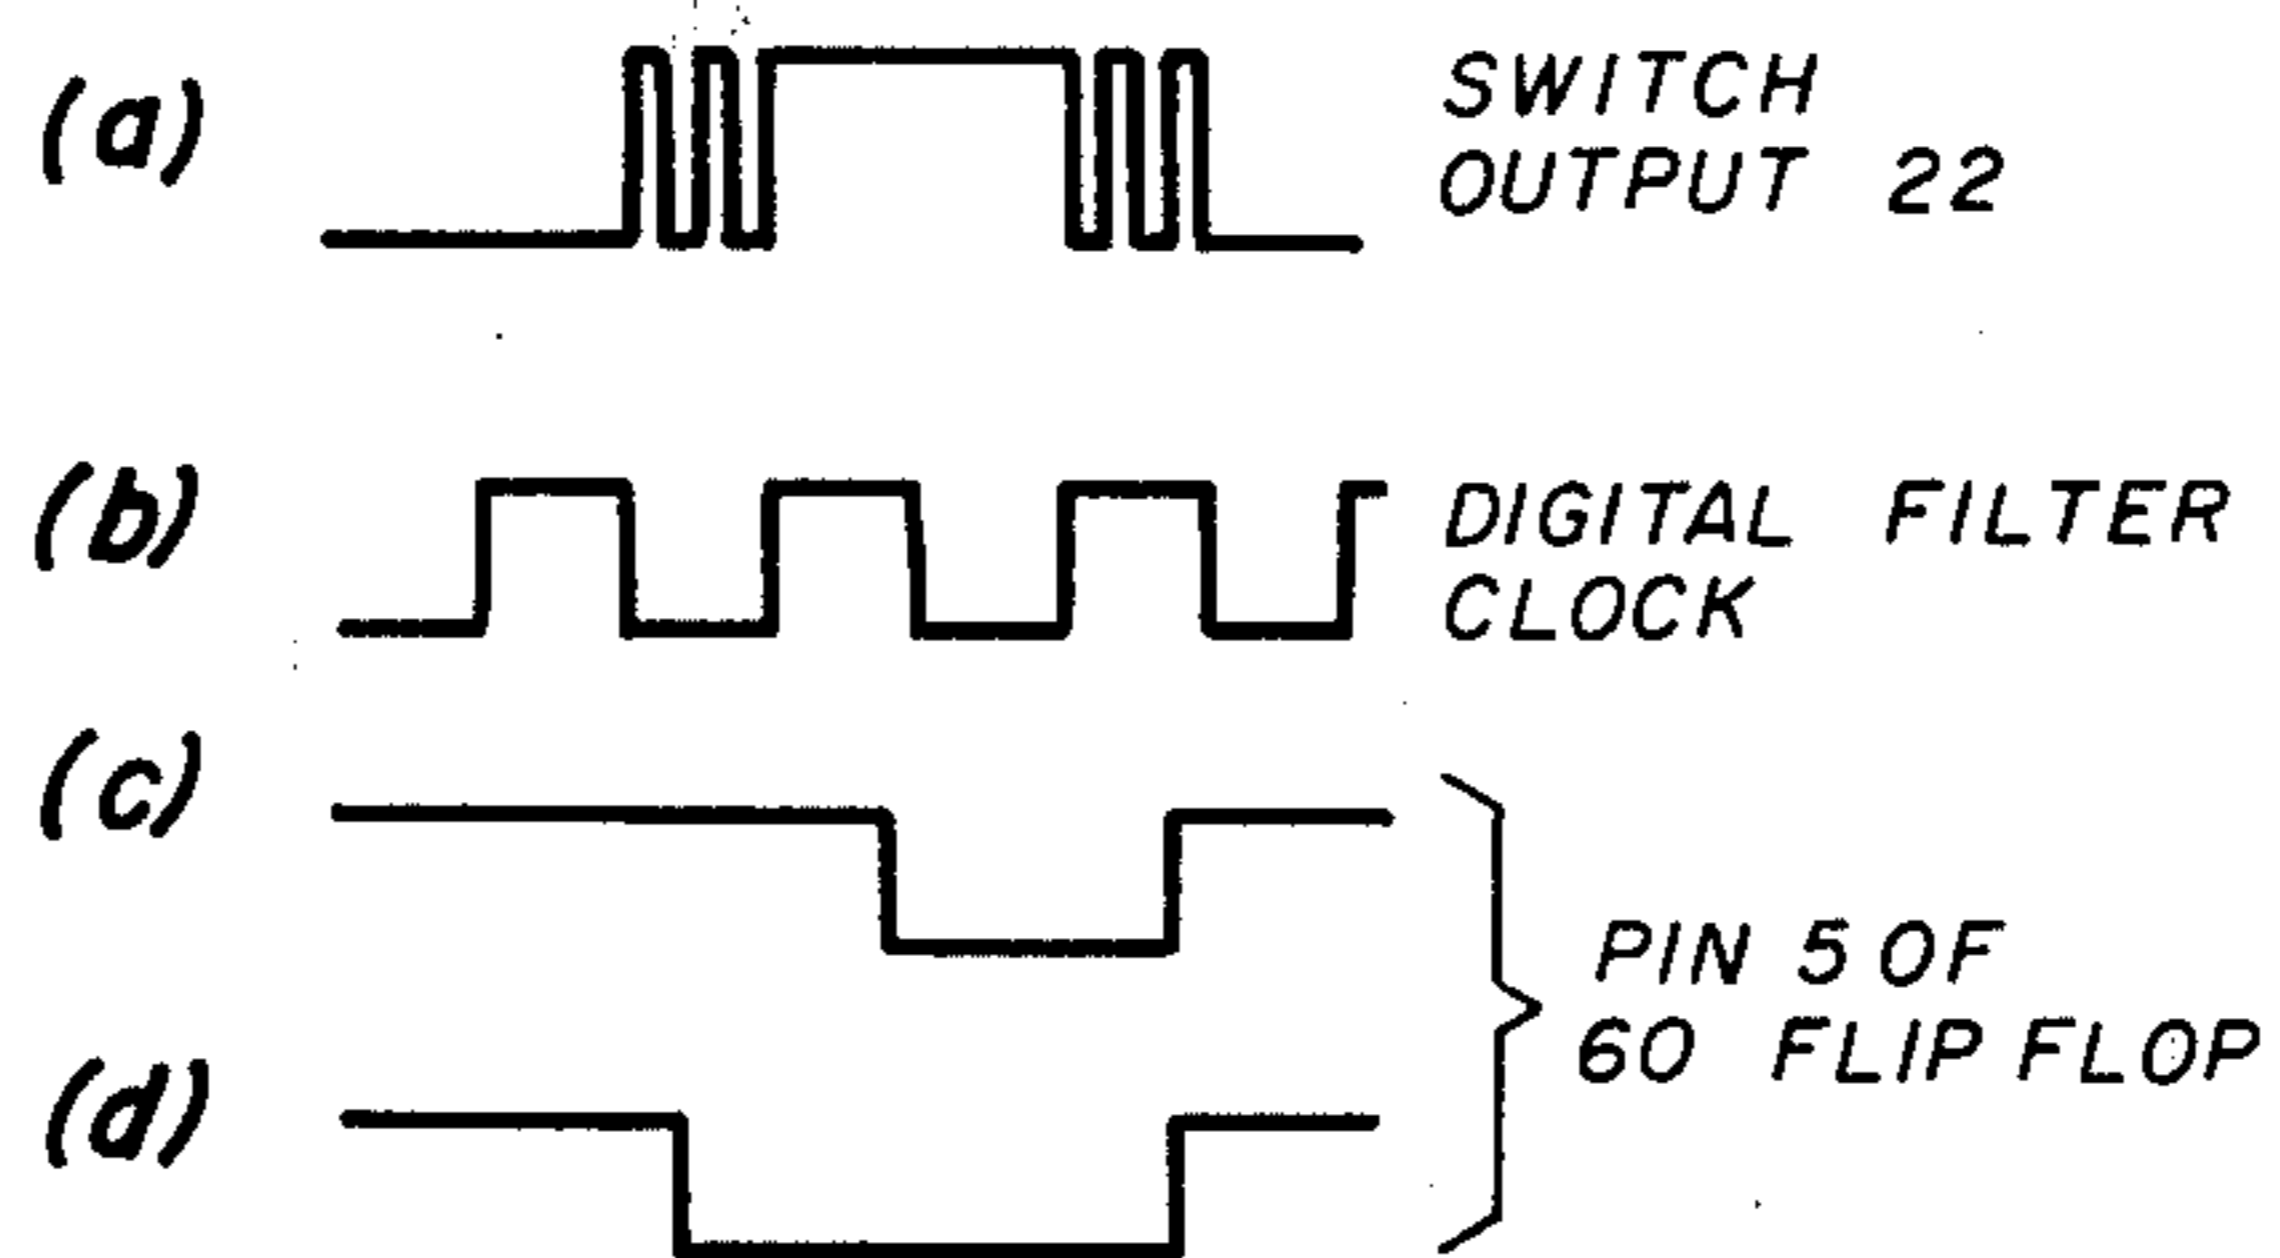 (a)
SWITCH
OUTPUT 22
(b)
DIGITAL FILTER
CLOCK
(c)
PIN 5 OF
60 FLIP FLOP
(d)